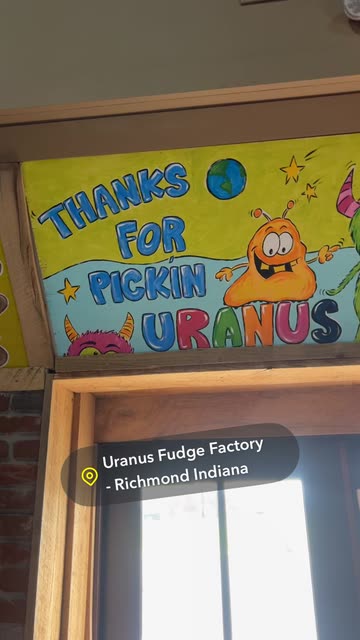 THANKS
FOR
PICKIN
URANUS
Uranus Fudge Factory
- Richmond Indiana